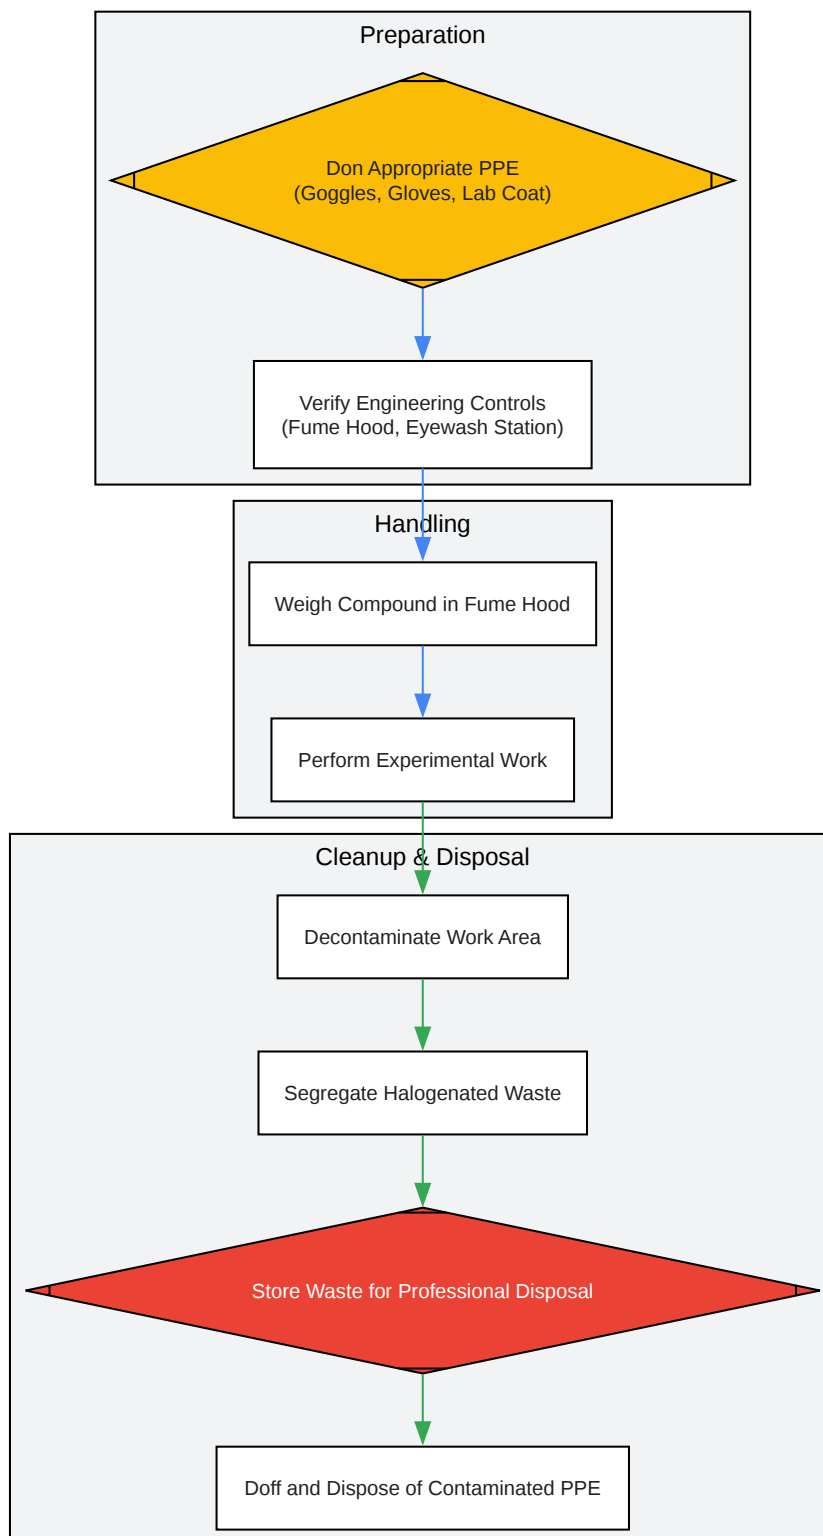 Preparation
Don Appropriate PPE
(Goggles, Gloves, Lab Coat)
Verify Engineering Controls
(Fume Hood, Eyewash Station)
Handling
Weigh Compound in Fume Hood
Perform Experimental Work
Cleanup & Disposal
Decontaminate Work Area
Segregate Halogenated Waste
Store Waste for Professional Disposal
Doff and Dispose of Contaminated PPE